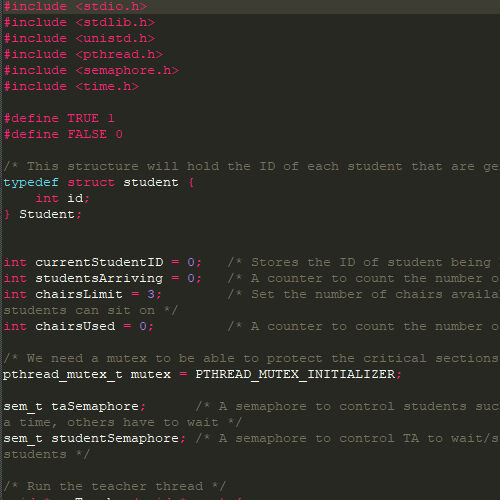 #include <stdio.h>
#include <stdlib.h>
#include <unistd.h>
#include <pthread.h>
#include <semaphore.h>
#include <time.h>
#define TRUE 1
#define FALSE 0
/* This structure will hold the ID of each student that are ge
typedef struct student {
int id;
} Student;
int currentStudentID = 0; /* Stores the ID of student being
int studentsArriving = 0; /* A counter to count the number o
int chairsLimit = 3; /* Set the number of chairs availa
students can sit on */
int chairsUsed = 0; /* A counter to count the number o
/* We need a mutex to be able to protect the critical sections
pthread_mutex_t mutex = PTHREAD_MUTEX_INITIALIZER;
sem_t taSemaphore; /* A semaphore to control students suc
a time, others have to wait */
sem_t studentSemaphore; /* A semaphore to control TA to wait/s
students */
/* Run the teacher thread */